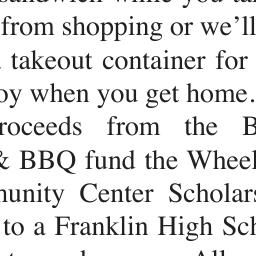 sandwich while you ta
from shopping or we'll
takeout container for
oy when you get home.
roceeds from the B
& BBQ fund the Wheel
munity Center Scholars
to a Franklin High Sch